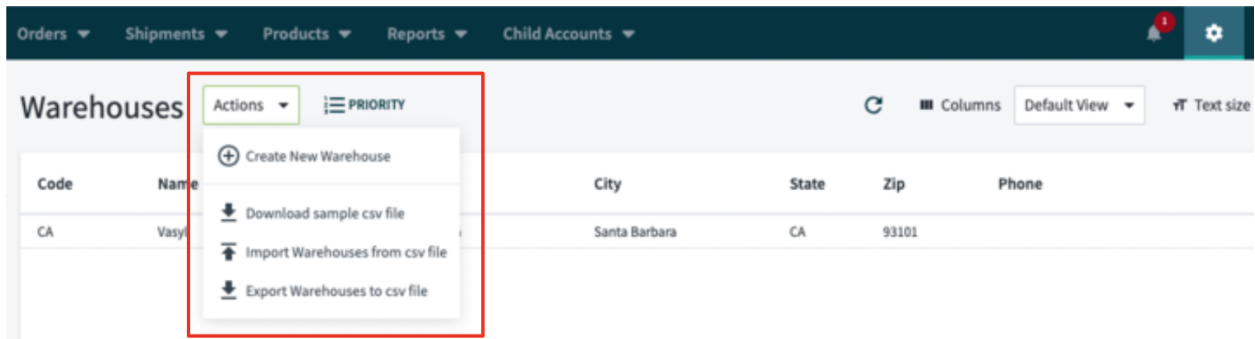 Orders Shipments Products Reports Child Accounts 1
Warehouses Actions PRIORITY Columns Default View Text size
Create New Warehouse
Code Name City State Zip Phone
Download sample csv file
CA Vasyl Santa Barbara CA 93101
Import Warehouses from csv file
Export Warehouses to csv file